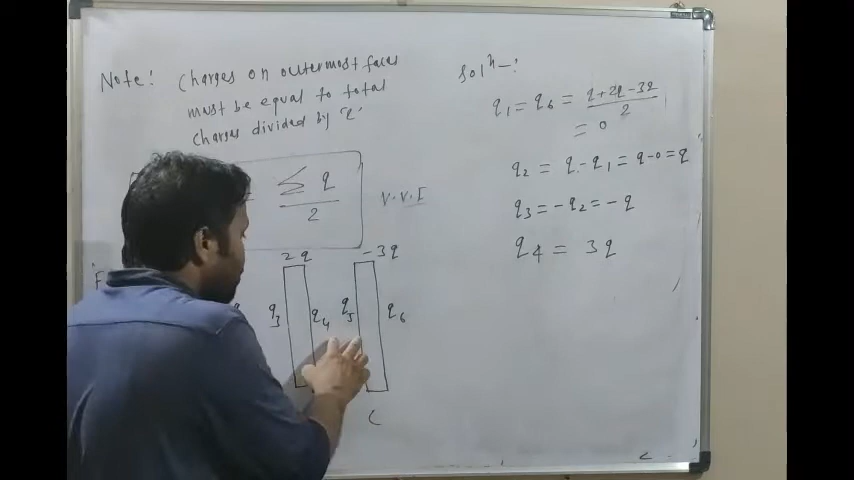 Note: Charges on outermost faces
must be equal to total
charges divided by '2'
Σq
2
V.V.I
2q
-3q
q3
q4
q5
q6
C
Solⁿ-:
q1 = q6 = q+2q-3q
2
= 0
q2 = q-q1 = q-0 = q
q3 = -q2 = -q
q4 = 3q